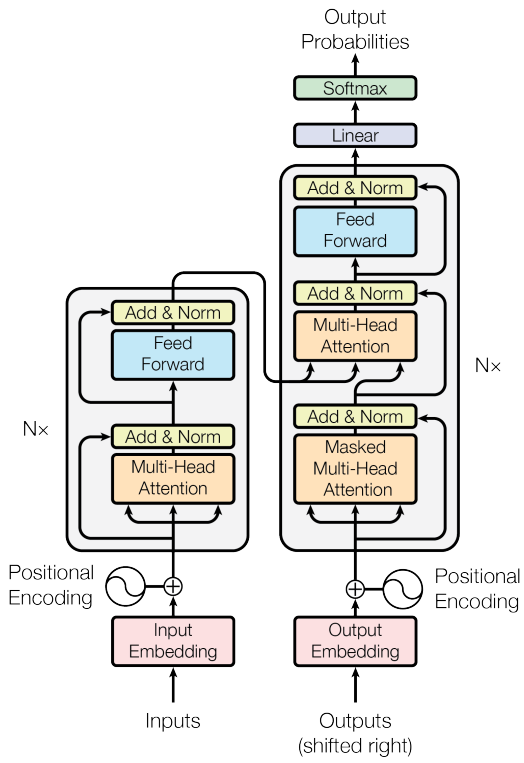 Output
Probabilities
Softmax
Linear
Add & Norm
Feed
Forward
Add & Norm
Multi-Head
Attention
Nx
Add & Norm
Masked
Multi-Head
Attention
Add & Norm
Feed
Forward
N×
Add & Norm
Multi-Head
Attention
Positional
Encoding
Positional
Encoding
Input
Embedding
Output
Embedding
Inputs
Outputs
(shifted right)